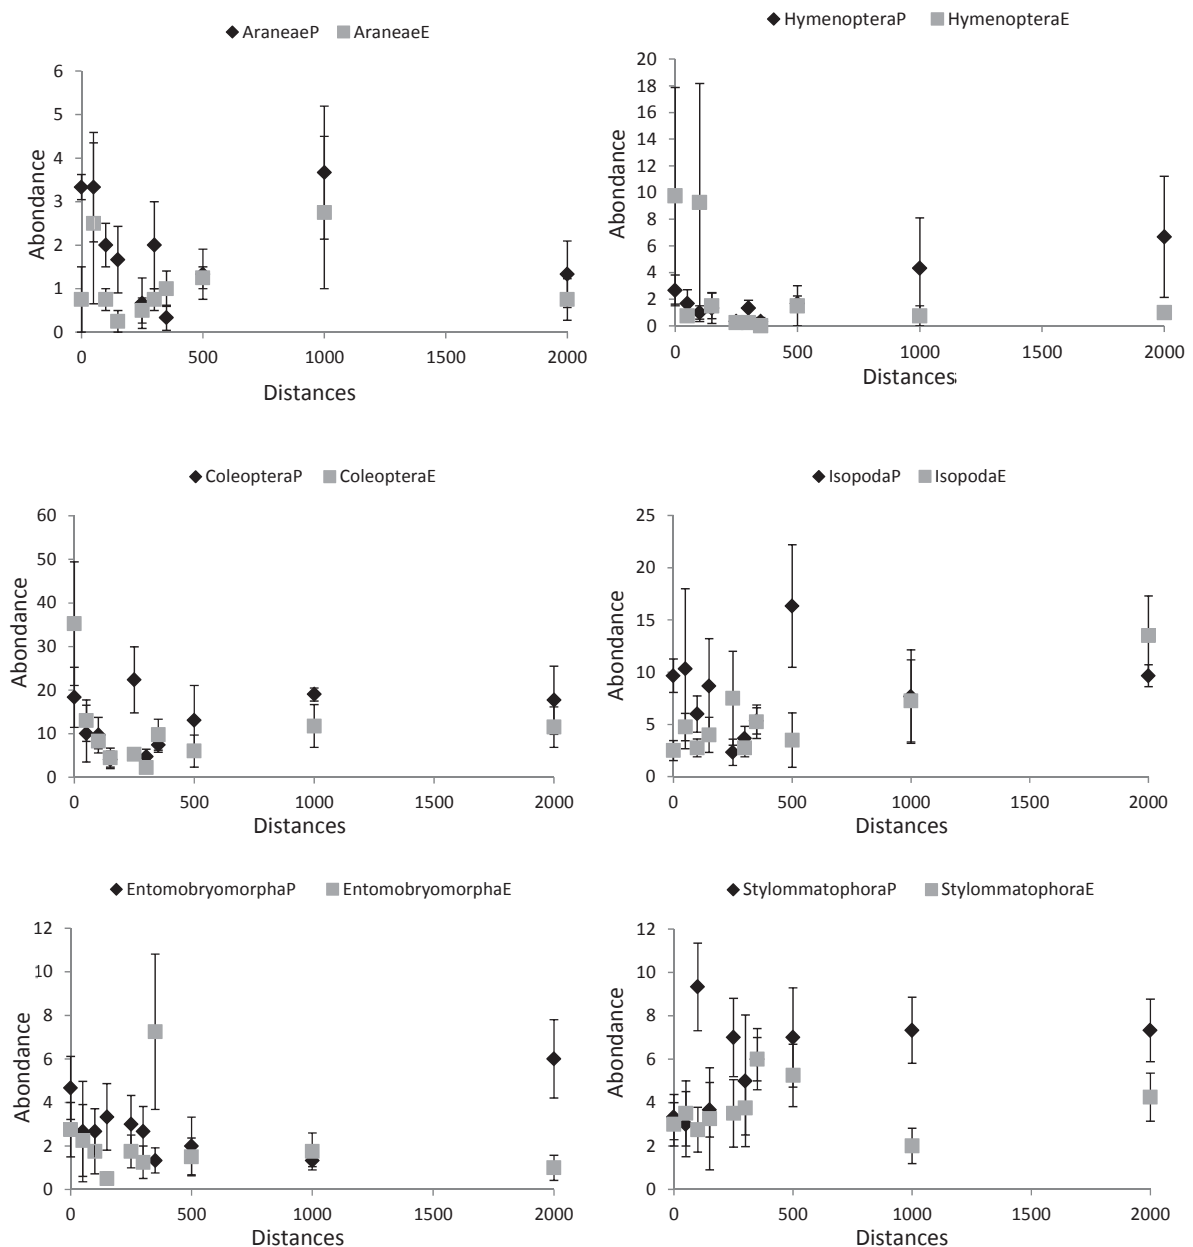 AraneaeP AraneaeE
6
5
4
3
2
1
0
Abondance
0 500 1000 1500 2000
Distances
HymenopteraP HymenopteraE
20
18
16
14
12
10
8
6
4
2
0
Abondance
0 500 1000 1500 2000
Distances
ColeopteraP ColeopteraE
60
50
40
30
20
10
0
Abondance
0 500 1000 1500 2000
Distances
IsopodaP IsopodaE
25
20
15
10
5
0
Abondance
0 500 1000 1500 2000
Distances
EntomobryomorphaP EntomobryomorphaE
12
10
8
6
4
2
0
Abondance
0 500 1000 1500 2000
Distances
StylommatophoraP StylommatophoraE
12
10
8
6
4
2
0
Abondance
0 500 1000 1500 2000
Distances